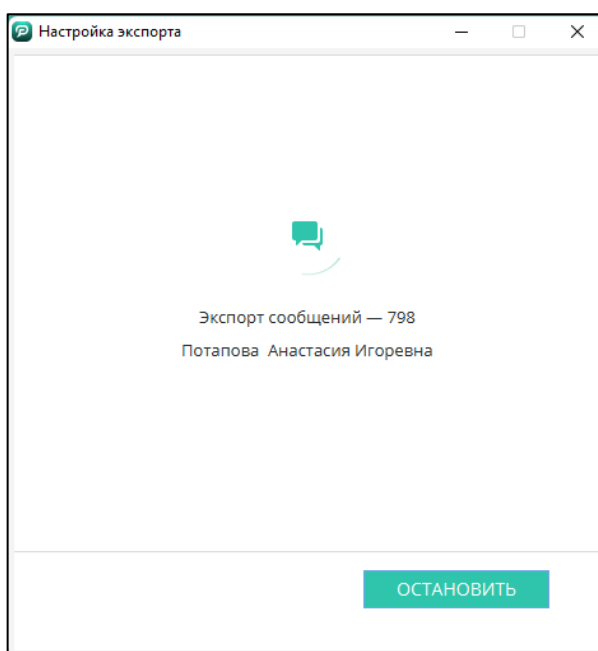 Настройка экспорта
Экспорт сообщений — 798
Потапова Анастасия Игоревна
ОСТАНОВИТЬ